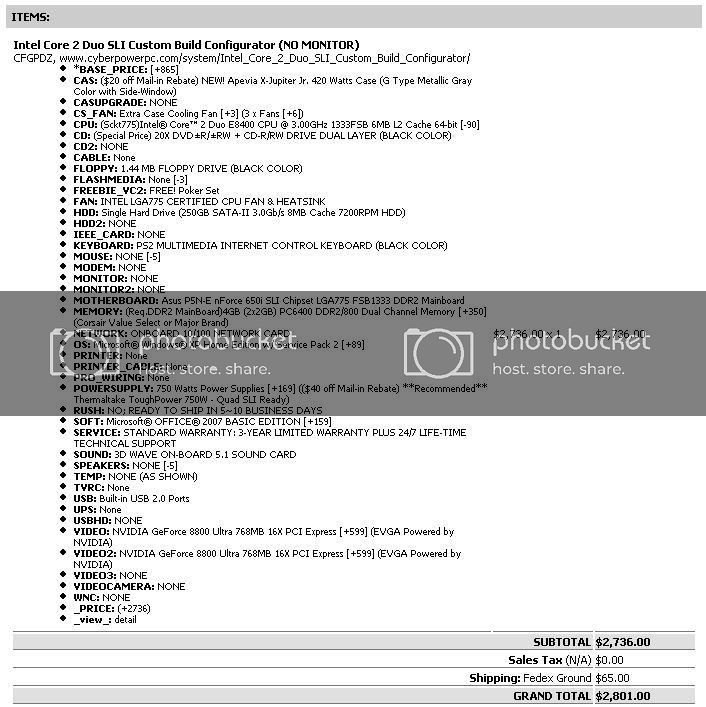 ITEMS:
Intel Core 2 Duo SLI Custom Build Configurator (NO MONITOR)
CFGPDZ, www.cyberpowerpc.com/system/Intel_Core_2_Duo_SLI_Custom_Build_Configurator/
*BASE_PRICE: [+865]
CAS: ($20 off Mail-in Rebate) NEW! Apevia X-Jupiter Jr. 420 Watts Case (G Type Metallic Gray
Color with Side-Window)
CASUPGRADE: NONE
CS_FAN: Extra Case Cooling Fan [+3] (3 x Fans [+6])
CPU: (Sckt775)Intel® Core™ 2 Duo E8400 CPU @ 3.00GHz 1333FSB 6MB L2 Cache 64-bit [-90]
CD: (Special Price) 20X DVD±R/±RW + CD-R/RW DRIVE DUAL LAYER (BLACK COLOR)
CD2: NONE
CABLE: None
FLOPPY: 1.44 MB FLOPPY DRIVE (BLACK COLOR)
FLASHMEDIA: None [-3]
FREEBIE_VC2: FREE! Poker Set
FAN: INTEL LGA775 CERTIFIED CPU FAN & HEATSINK
HDD: Single Hard Drive (250GB SATA-II 3.0Gb/s 8MB Cache 7200RPM HDD)
HDD2: NONE
IEEE_CARD: NONE
KEYBOARD: PS2 MULTIMEDIA INTERNET CONTROL KEYBOARD (BLACK COLOR)
MOUSE: NONE [-5]
MODEM: NONE
MONITOR: NONE
MONITOR2: NONE
MOTHERBOARD: Asus P5N-E nForce 650i SLI Chipset LGA775 FSB1333 DDR2 Mainboard
MEMORY: (Req.DDR2 MainBoard)4GB (2x2GB) PC6400 DDR2/800 Dual Channel Memory [+350]
(Corsair Value Select or Major Brand)
NETWORK: ONBOARD 10/100 NETWORK CARD $2,736.00 x 1 $2,736.00
OS: Microsoft® Windows® XP Home Edition w/ Service Pack 2 [+89]
PRINTER: None
PRINTER_CABLE: None
PRO_WIRING: None
POWERSUPPLY: 750 Watts Power Supplies [+169] (($40 off Mail-in Rebate) **Recommended**
Thermaltake ToughPower 750W - Quad SLI Ready)
RUSH: NO; READY TO SHIP IN 5~10 BUSINESS DAYS
SOFT: Microsoft® OFFICE® 2007 BASIC EDITION [+159]
SERVICE: STANDARD WARRANTY: 3-YEAR LIMITED WARRANTY PLUS 24/7 LIFE-TIME
TECHNICAL SUPPORT
SOUND: 3D WAVE ON-BOARD 5.1 SOUND CARD
SPEAKERS: NONE [-5]
TEMP: NONE (AS SHOWN)
TVRC: None
USB: Built-in USB 2.0 Ports
UPS: None
USBHD: NONE
VIDEO: NVIDIA GeForce 8800 Ultra 768MB 16X PCI Express [+599] (EVGA Powered by
NVIDIA)
VIDEO2: NVIDIA GeForce 8800 Ultra 768MB 16X PCI Express [+599] (EVGA Powered by
NVIDIA)
VIDEO3: NONE
VIDEOCAMERA: NONE
WNC: NONE
_PRICE: (+2736)
_view_: detail
photobucket
host. store. share.
photobucket
host. store. share.
SUBTOTAL $2,736.00
Sales Tax (N/A) $0.00
Shipping: Fedex Ground $65.00
GRAND TOTAL $2,801.00